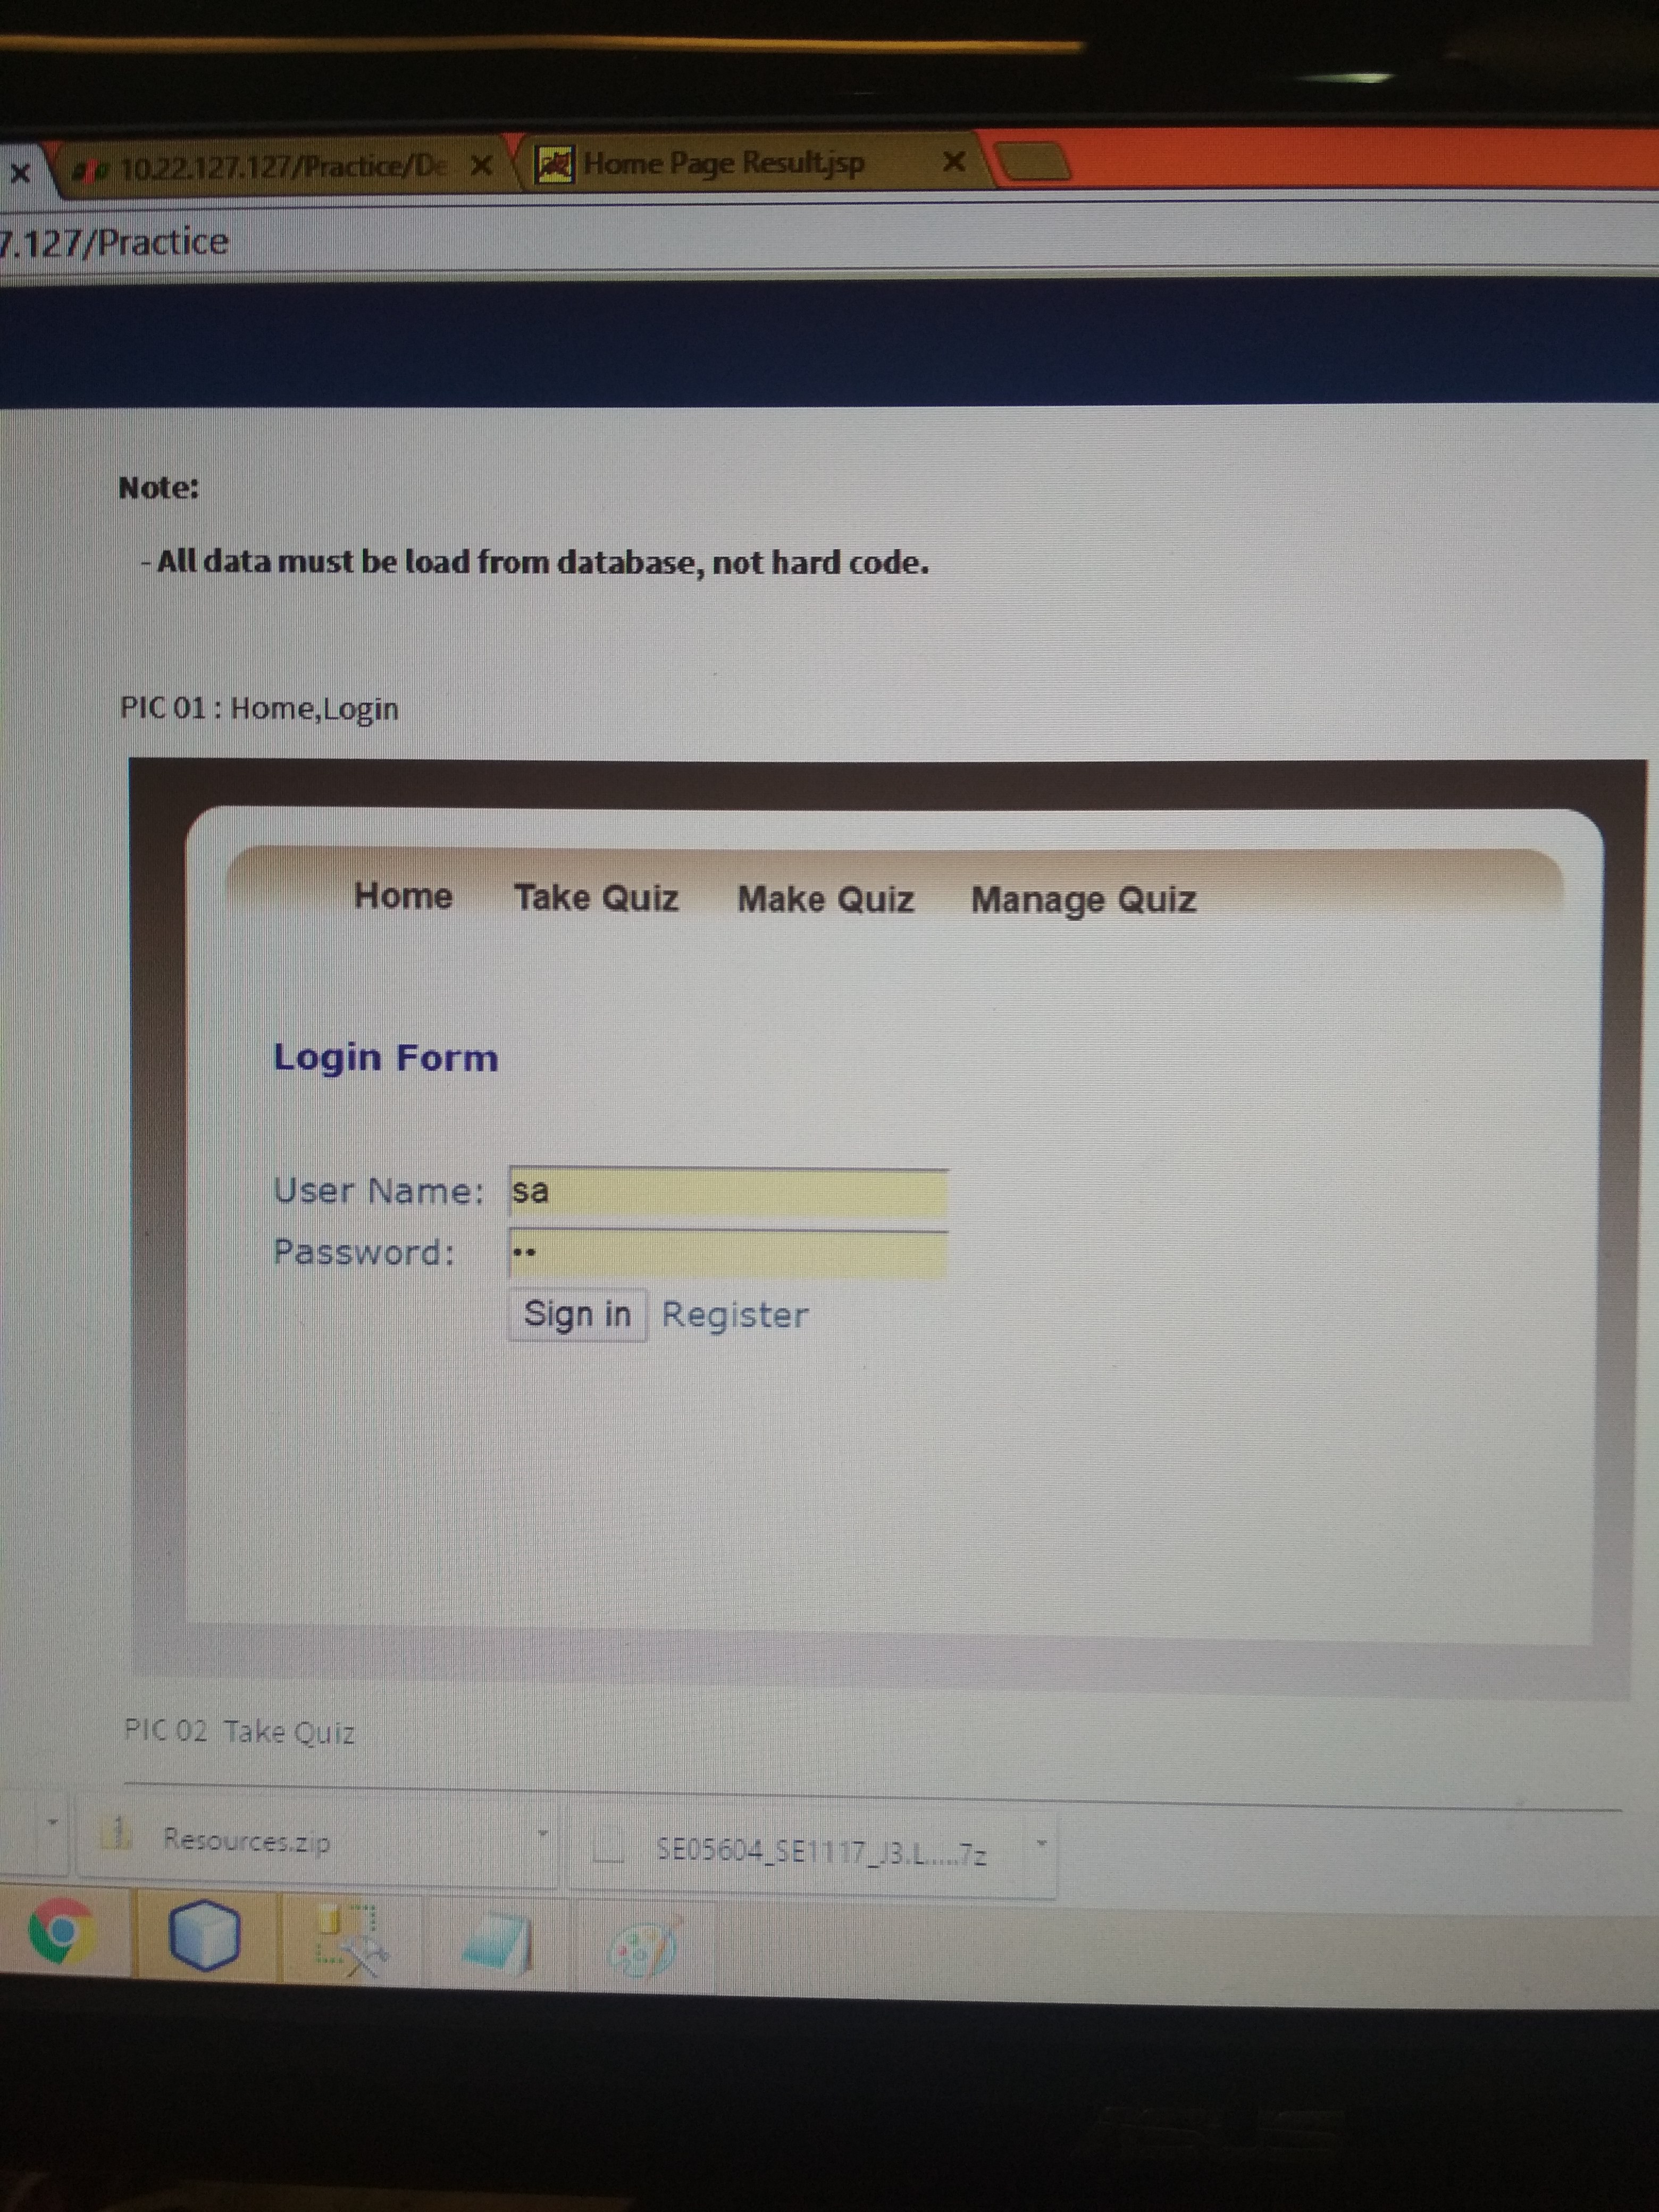 10.22.127.127/Practice/De
Home Page Result.jsp
7.127/Practice
Note:
- All data must be load from database, not hard code.
PIC 01 : Home,Login
Home Take Quiz Make Quiz Manage Quiz
Login Form
User Name: sa
Password: ••
Sign in Register
PIC 02 Take Quiz
Resources.zip
SE05604_SE1117_J3.L.....7z